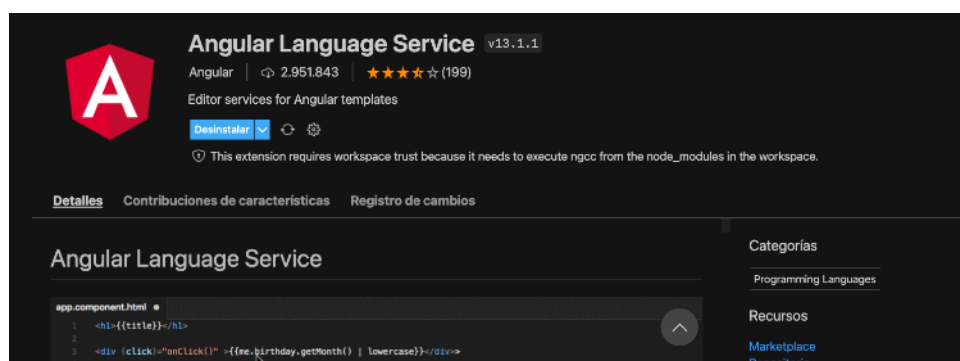 Angular Language Service v13.1.1
Angular 2.951.843 (199)
Editor services for Angular templates
Desinstalar
This extension requires workspace trust because it needs to execute ngcc from the node_modules in the workspace.
Detalles Contribuciones de características Registro de cambios
Angular Language Service
app.component.html
1 <h1>{{title}}</h1>
2
3 <div (click)="onClick()" >{{me.birthday.getMonth() | lowercase}}</div>>
Categorías
Programming Languages
Recursos
Marketplace